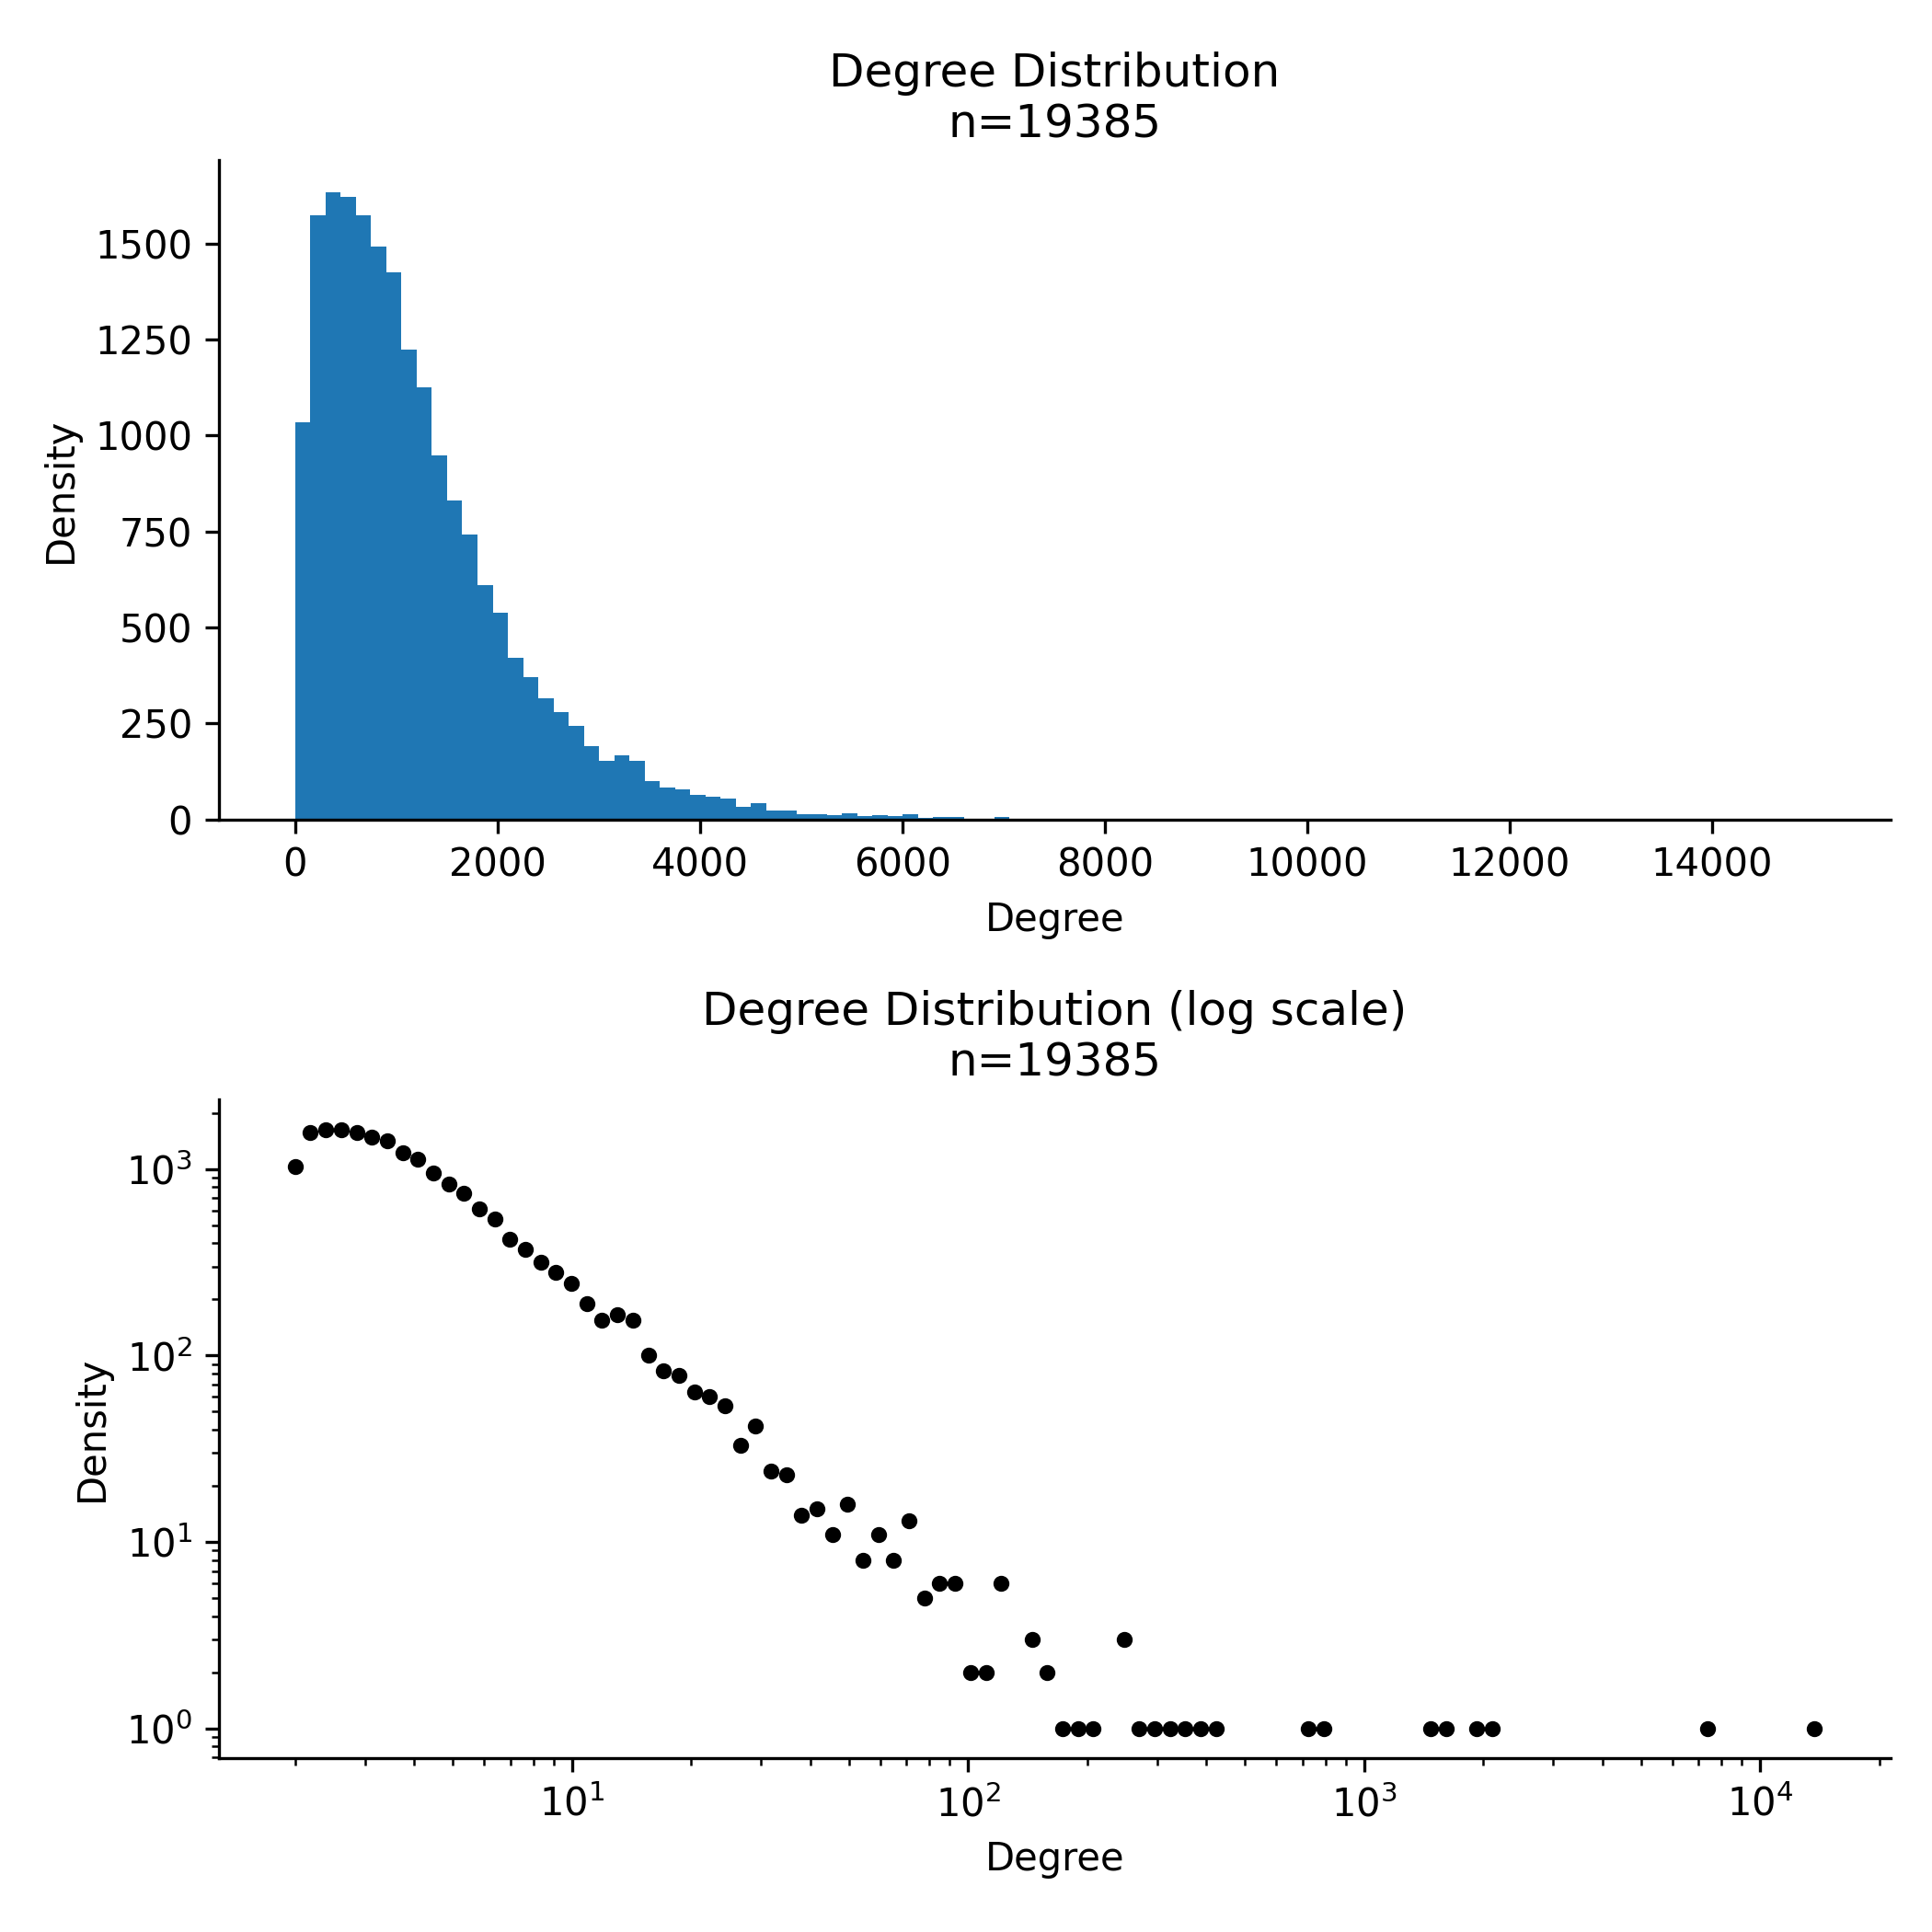 Degree Distribution
n=19385
Density
1500
1250
1000
750
500
250
0
0 2000 4000 6000 8000 10000 12000 14000
Degree
Degree Distribution (log scale)
n=19385
Density
10³
10²
10¹
10⁰
10¹ 10² 10³ 10⁴
Degree